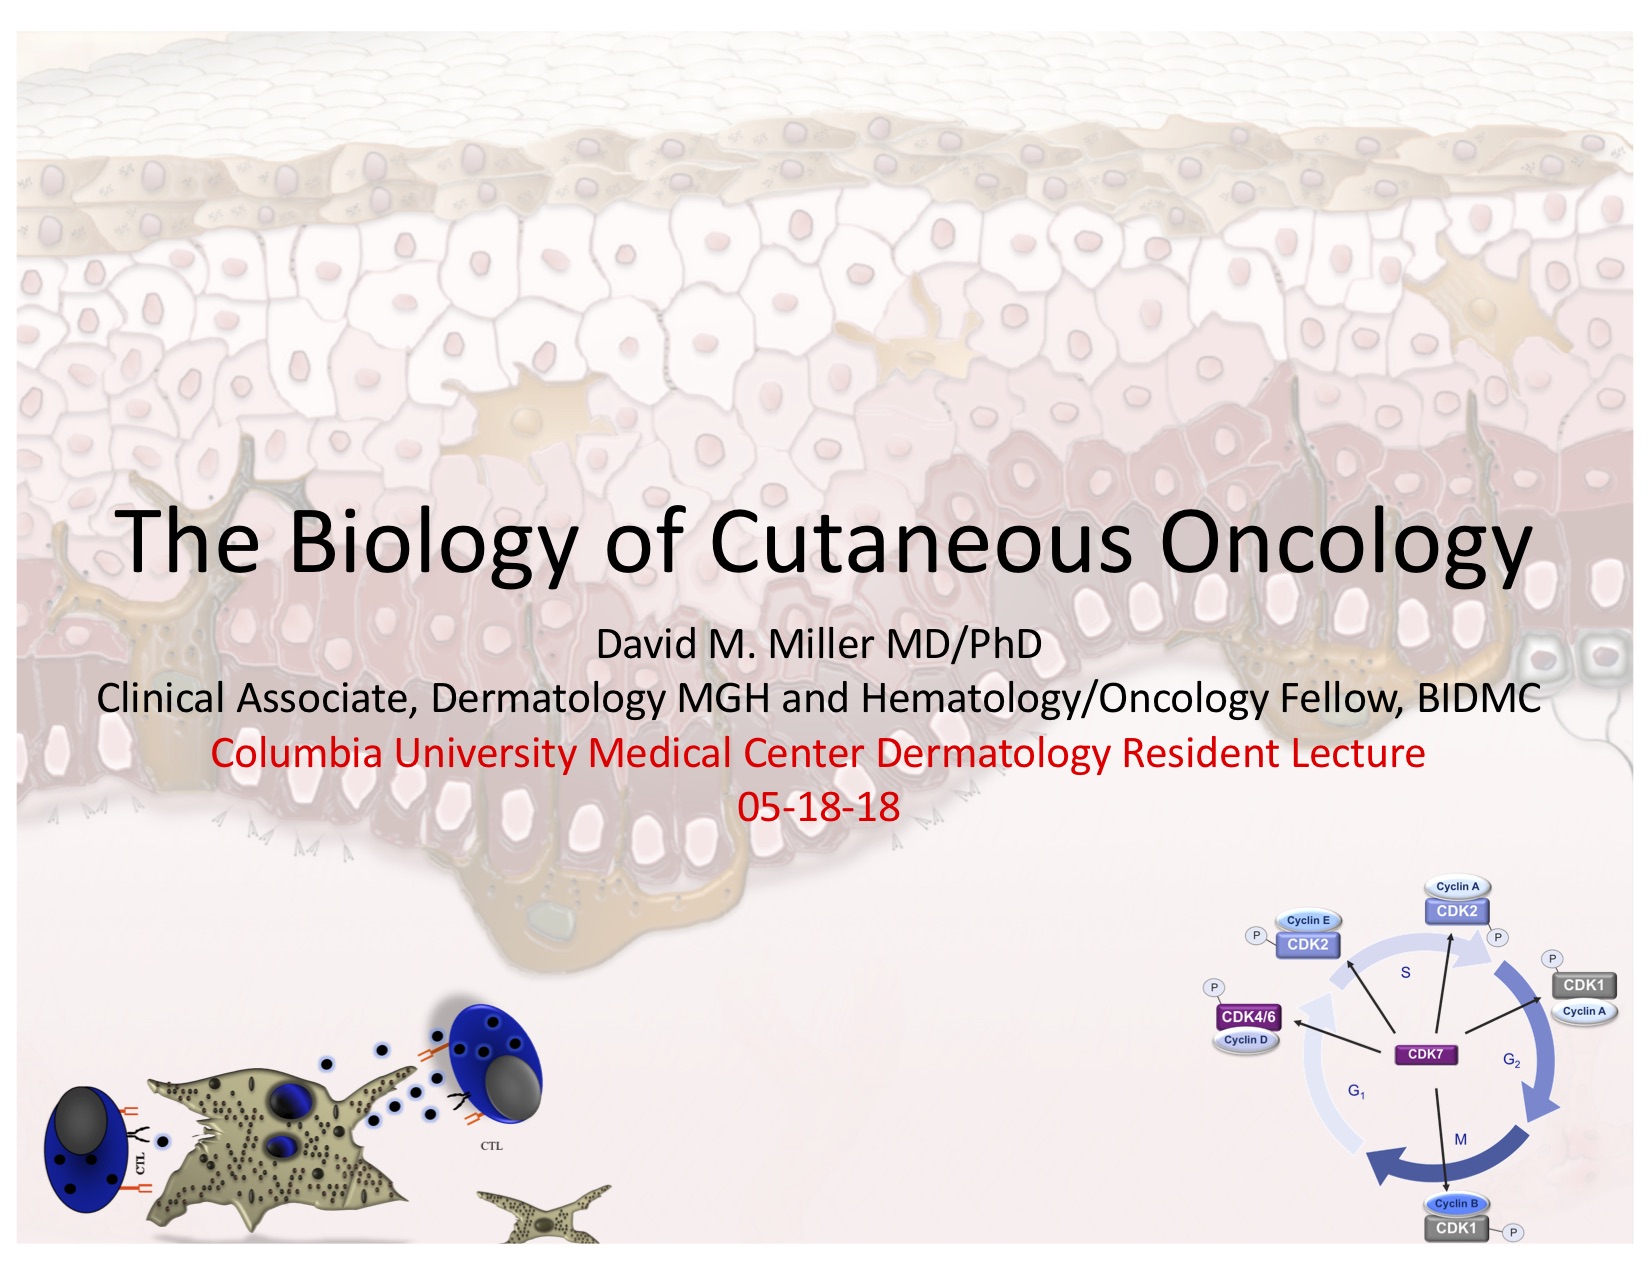 The Biology of Cutaneous Oncology
David M. Miller MD/PhD
Clinical Associate, Dermatology MGH and Hematology/Oncology Fellow, BIDMC
Columbia University Medical Center Dermatology Resident Lecture
05-18-18
CTL
CTL
Cyclin A
CDK2
P
Cyclin E
CDK2
P
P
CDK1
Cyclin A
P
CDK4/6
Cyclin D
S
CDK7
G2
G1
M
Cyclin B
CDK1
P